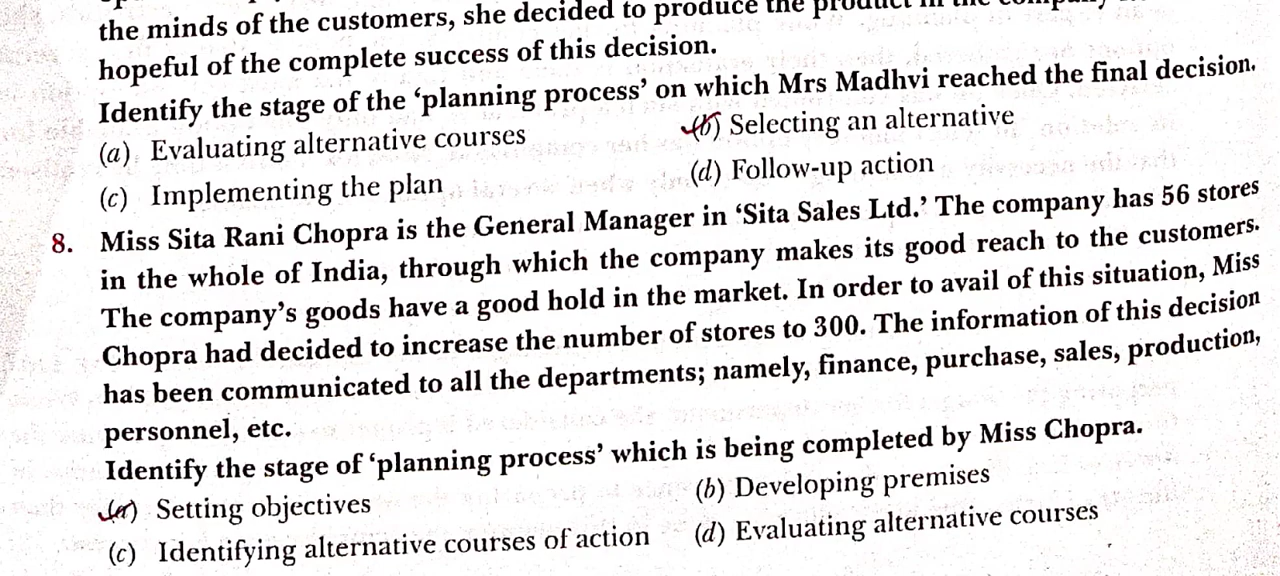 the minds of the customers, she decided to produce the product in the
hopeful of the complete success of this decision.
Identify the stage of the ‘planning process’ on which Mrs Madhvi reached the final decision.
(a) Evaluating alternative courses (b) Selecting an alternative
(c) Implementing the plan (d) Follow-up action
8. Miss Sita Rani Chopra is the General Manager in ‘Sita Sales Ltd.’ The company has 56 stores
in the whole of India, through which the company makes its good reach to the customers.
The company’s goods have a good hold in the market. In order to avail of this situation, Miss
Chopra had decided to increase the number of stores to 300. The information of this decision
has been communicated to all the departments; namely, finance, purchase, sales, production,
personnel, etc.
Identify the stage of ‘planning process’ which is being completed by Miss Chopra.
(a) Setting objectives (b) Developing premises
(c) Identifying alternative courses of action (d) Evaluating alternative courses